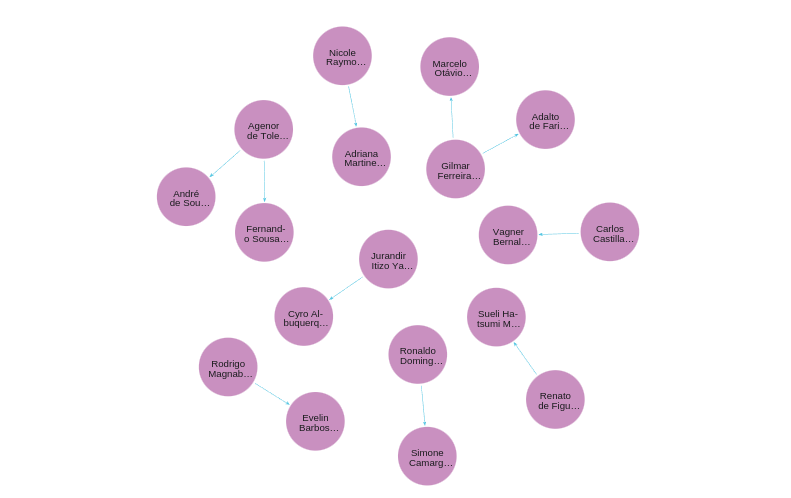 Nicole
Raymo...
Marcelo
Otávio...
Agenor
de Tole...
Adalto
de Fari...
Adriana
Martine...
Gilmar
Ferreira...
André
de Sou...
Fernand-
o Sousa...
Vagner
Bernal...
Carlos
Castilla...
Jurandir
Itizo Ya...
Cyro Al-
buquerq...
Sueli Ha-
tsumi M...
Ronaldo
Doming...
Rodrigo
Magnab...
Renato
de Figu...
Evelin
Barbos...
Simone
Camarg...